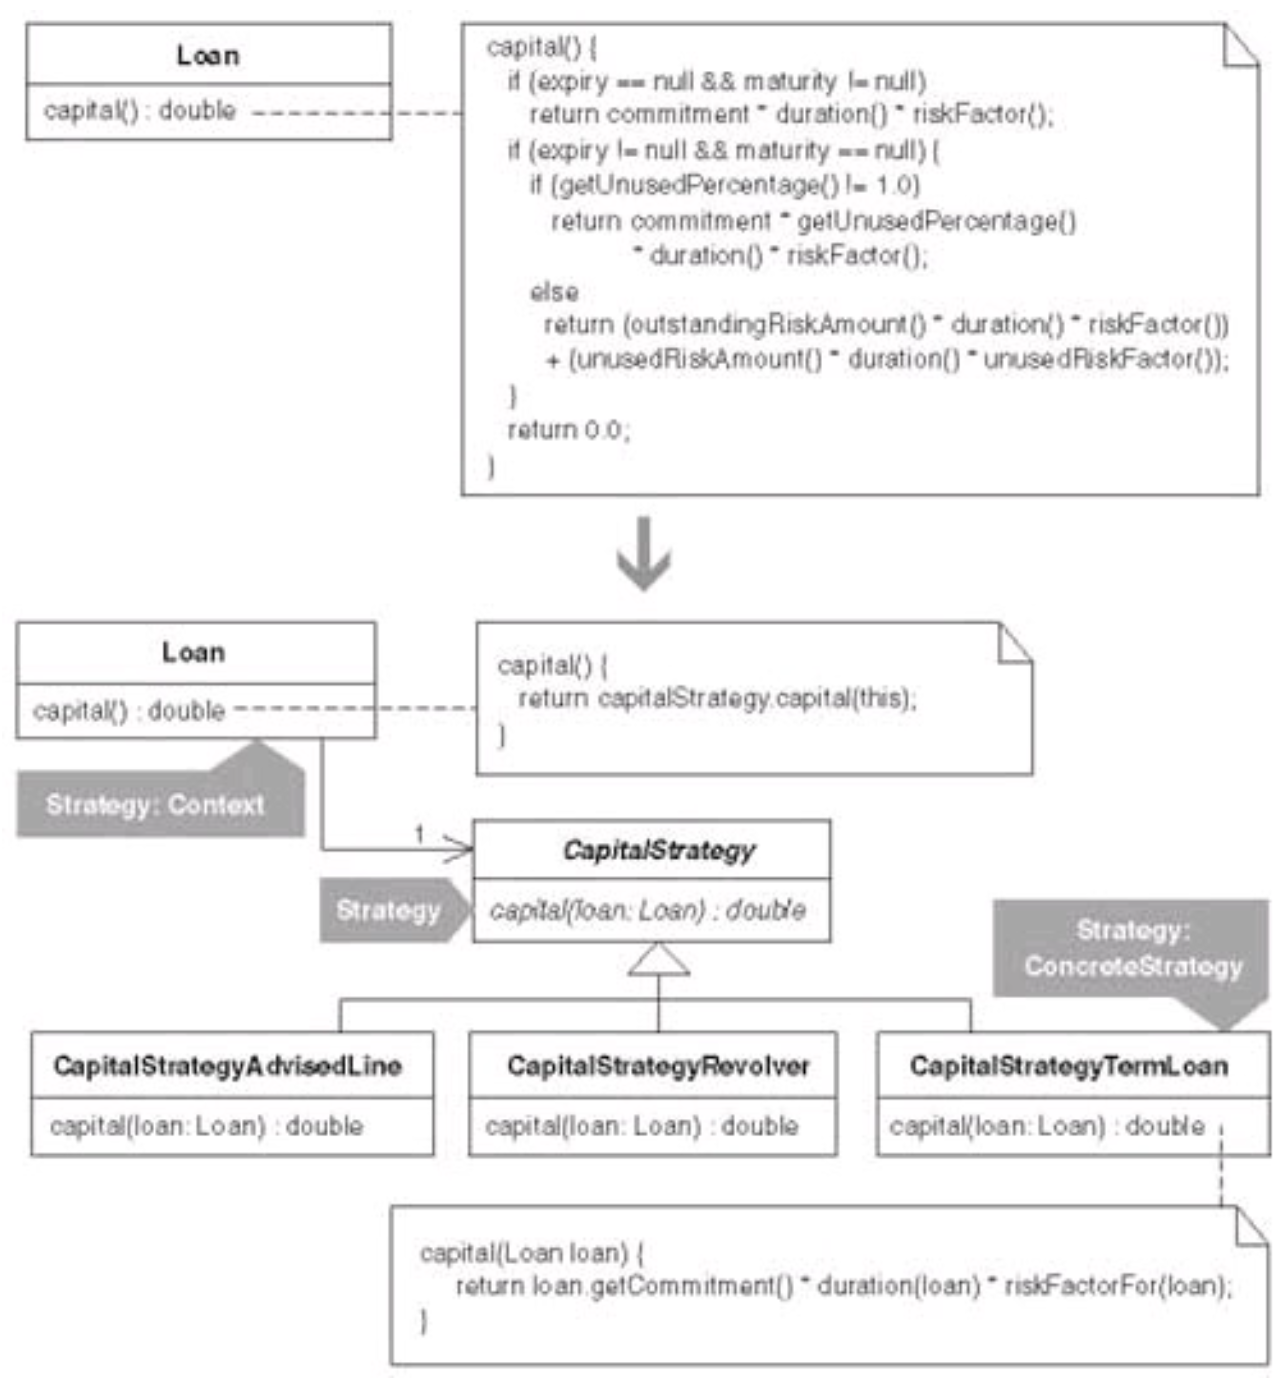 Loan
capital() : double
capital() {
if (expiry == null && maturity != null)
return commitment * duration() * riskFactor();
if (expiry != null && maturity == null) {
if (getUnusedPercentage() != 1.0)
return commitment * getUnusedPercentage()
* duration() * riskFactor();
else
return (outstandingRiskAmount() * duration() * riskFactor())
+ (unusedRiskAmount() * duration() * unusedRiskFactor());
}
return 0.0;
}
Loan
capital() : double
capital() {
return capitalStrategy.capital(this);
}
Strategy: Context
1
CapitalStrategy
capital(loan: Loan) : double
Strategy
Strategy:
ConcreteStrategy
CapitalStrategyAdvisedLine
capital(loan: Loan) : double
CapitalStrategyRevolver
capital(loan: Loan) : double
CapitalStrategyTermLoan
capital(loan: Loan) : double
capital(Loan loan) {
return loan.getCommitment() * duration(loan) * riskFactorFor(loan);
}